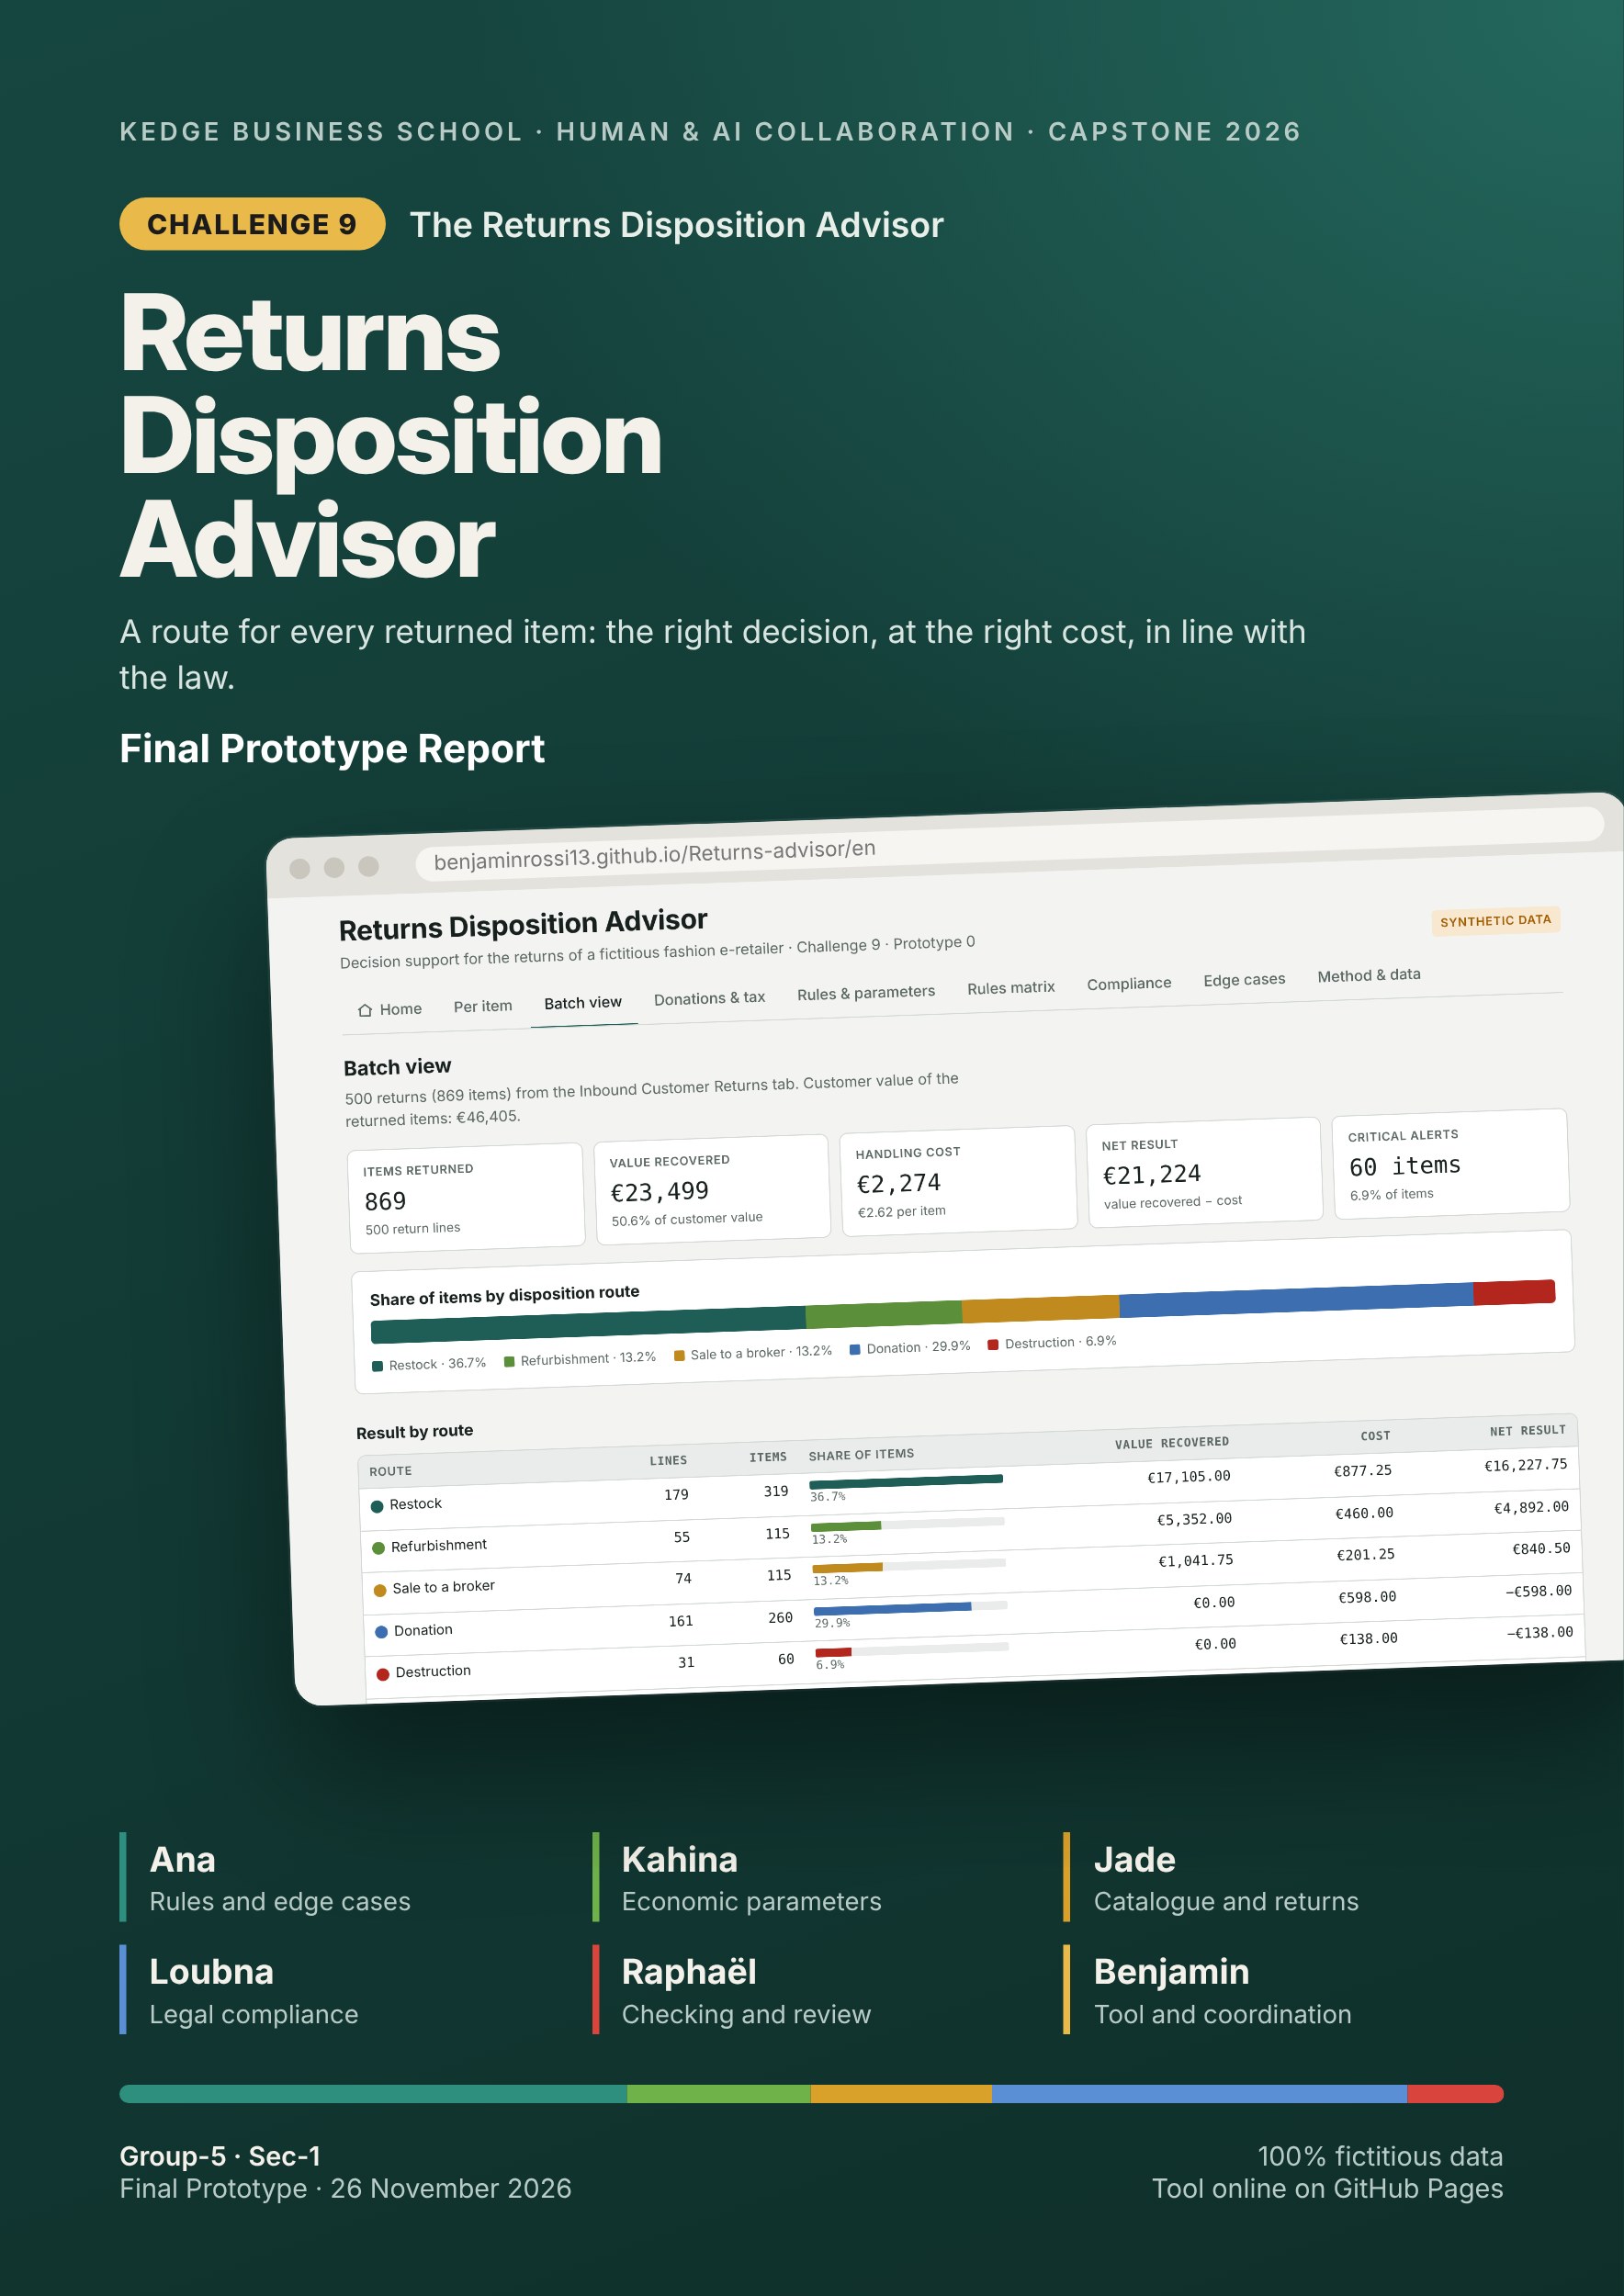 KEDGE BUSINESS SCHOOL · HUMAN & AI COLLABORATION · CAPSTONE 2026
CHALLENGE 9 The Returns Disposition Advisor
Returns
Disposition
Advisor
A route for every returned item: the right decision, at the right cost, in line with
the law.
Final Prototype Report
benjaminrossi13.github.io/Returns-advisor/en
Returns Disposition Advisor
SYNTHETIC DATA
Decision support for the returns of a fictitious fashion e-retailer · Challenge 9 · Prototype 0
Home Per item Batch view Donations & tax Rules & parameters Rules matrix Compliance Edge cases Method & data
Batch view
500 returns (869 items) from the Inbound Customer Returns tab. Customer value of the
returned items: €46,405.
ITEMS RETURNED
869
500 return lines
VALUE RECOVERED
€23,499
50.6% of customer value
HANDLING COST
€2,274
€2.62 per item
NET RESULT
€21,224
value recovered − cost
CRITICAL ALERTS
60 items
6.9% of items
Share of items by disposition route
Restock · 36.7% Refurbishment · 13.2% Sale to a broker · 13.2% Donation · 29.9% Destruction · 6.9%
Result by route
ROUTE LINES ITEMS SHARE OF ITEMS VALUE RECOVERED COST NET RESULT
Restock 179 319 36.7% €17,105.00 €877.25 €16,227.75
Refurbishment 55 115 13.2% €5,352.00 €460.00 €4,892.00
Sale to a broker 74 115 13.2% €1,041.75 €201.25 €840.50
Donation 161 260 29.9% €0.00 €598.00 −€598.00
Destruction 31 60 6.9% €0.00 €138.00 −€138.00
Ana
Rules and edge cases
Kahina
Economic parameters
Jade
Catalogue and returns
Loubna
Legal compliance
Raphaël
Checking and review
Benjamin
Tool and coordination
Group-5 · Sec-1
Final Prototype · 26 November 2026
100% fictitious data
Tool online on GitHub Pages